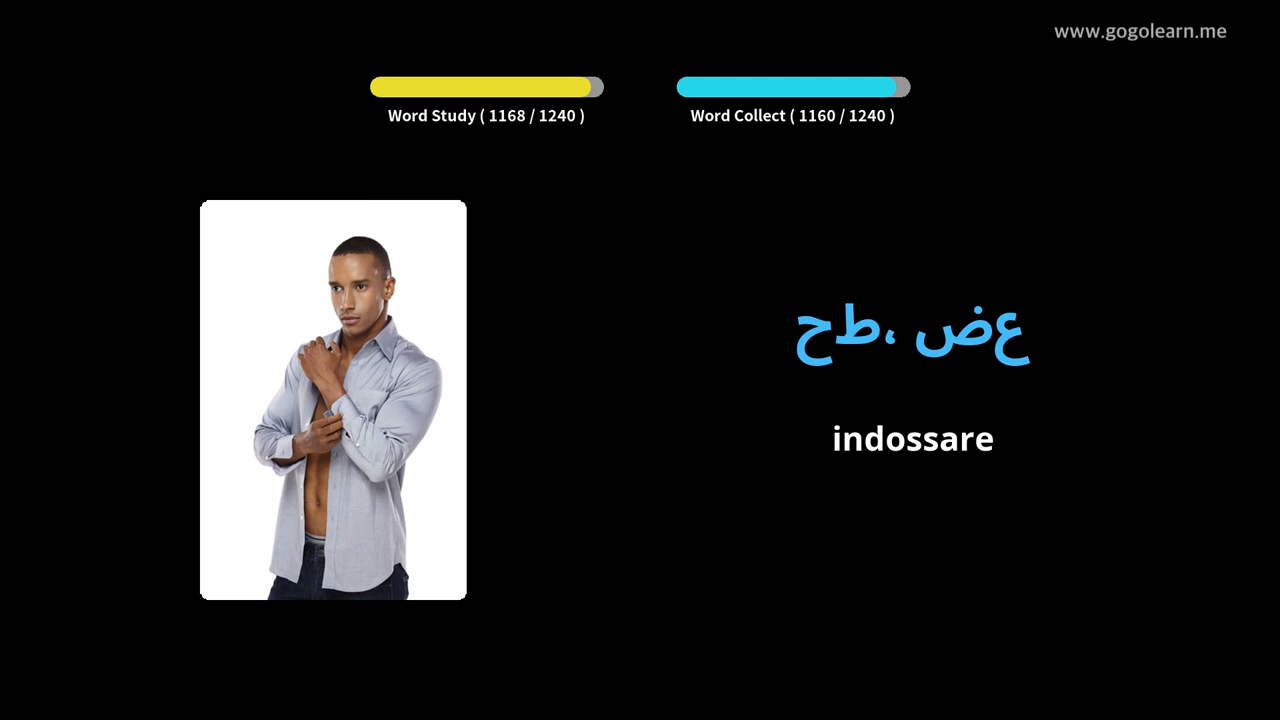 www.gogolearn.me
Word Study ( 1168 / 1240 )
Word Collect ( 1160 / 1240 )
عض ،طح
indossare